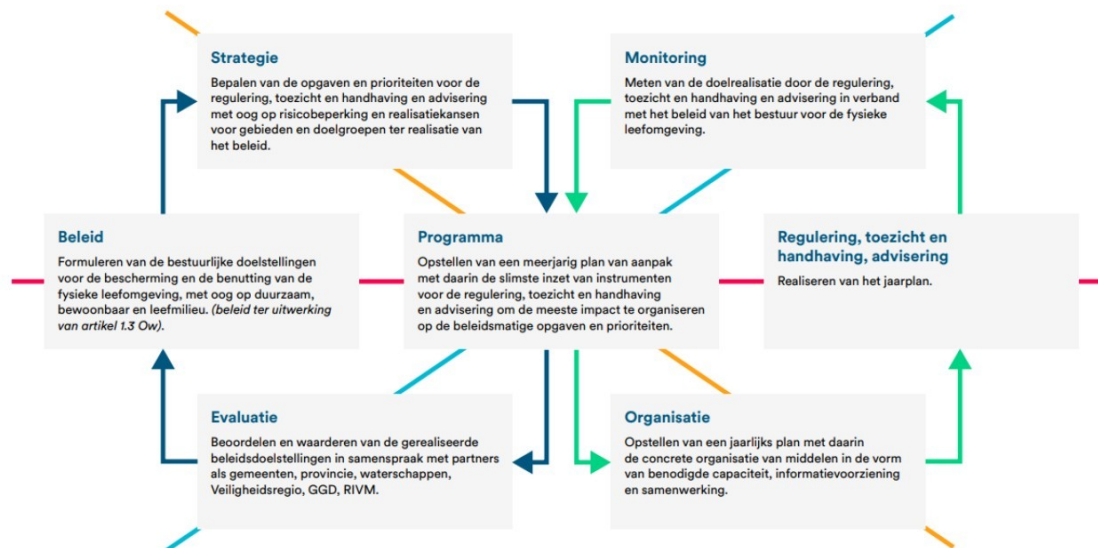 Strategie
Bepalen van de opgaven en prioriteiten voor de
regulering, toezicht en handhaving en advisering
met oog op risicobeperking en realisatiekansen
voor gebieden en doelgroepen ter realisatie van
het beleid.
Monitoring
Meten van de doelrealisatie door de regulering,
toezicht en handhaving en advisering in verband
met het beleid van het bestuur voor de fysieke
leefomgeving.
Beleid
Formuleren van de bestuurlijke doelstellingen
voor de bescherming en de benutting van de
fysieke leefomgeving, met oog op duurzaam,
bewoonbaar en leefmilieu. (beleid ter uitwerking
van artikel 1.3 Ow).
Programma
Opstellen van een meerjarig plan van aanpak
met daarin de slimste inzet van instrumenten
voor de regulering, toezicht en handhaving
en advisering om de meeste impact te organiseren
op de beleidsmatige opgaven en prioriteiten.
Regulering, toezicht en
handhaving, advisering
Realiseren van het jaarplan.
Evaluatie
Beoordelen en waarderen van de gerealiseerde
beleidsdoelstellingen in samenspraak met partners
als gemeenten, provincie, waterschappen,
Veiligheidsregio, GGD, RIVM.
Organisatie
Opstellen van een jaarlijks plan met daarin
de concrete organisatie van middelen in de vorm
van benodigde capaciteit, informatievoorziening
en samenwerking.